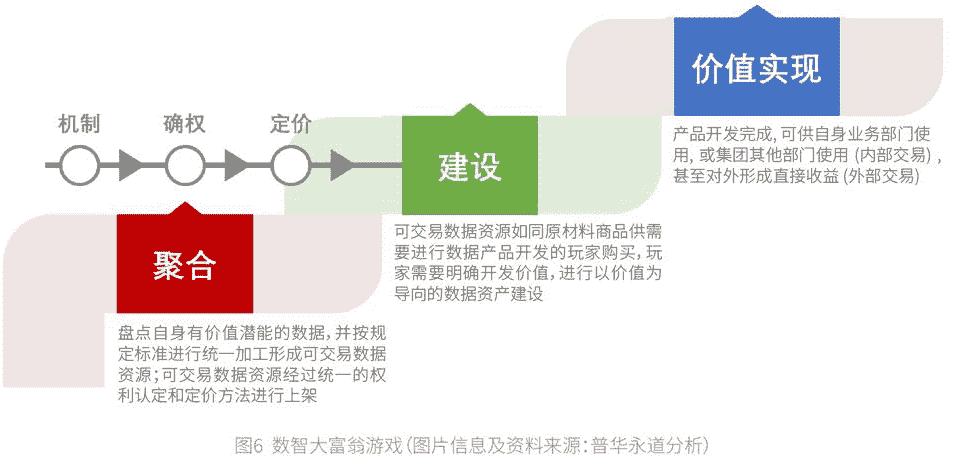 价值实现
产品开发完成, 可供自身业务部门使
用, 或集团其他部门使用 (内部交易) ,
甚至对外形成直接收益 (外部交易)
机制
确权
定价
建设
可交易数据资源如同原材料商品供需
要进行数据产品开发的玩家购买, 玩
家需要明确开发价值, 进行以价值为
导向的数据资产建设
聚合
盘点自身有价值潜能的数据, 并按规
定标准进行统一加工形成可交易数据
资源; 可交易数据资源经过统一的权
利认定和定价方法进行上架
图6 数智大富翁游戏 (图片信息及资料来源: 普华永道分析)